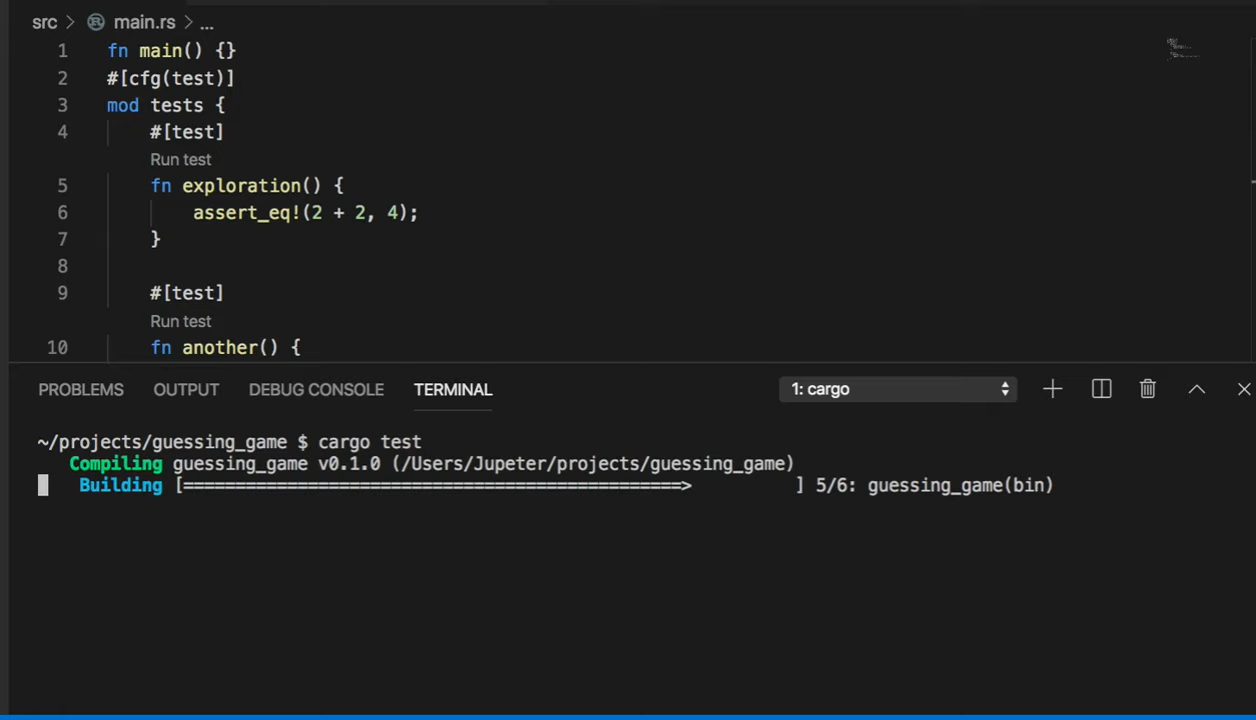 src > main.rs > ...
1 fn main() {}
2 #[cfg(test)]
3 mod tests {
4 #[test]
Run test
5 fn exploration() {
6 assert_eq!(2 + 2, 4);
7 }
8
9 #[test]
Run test
10 fn another() {
PROBLEMS OUTPUT DEBUG CONSOLE TERMINAL 1: cargo
~/projects/guessing_game $ cargo test
Compiling guessing_game v0.1.0 (/Users/Jupeter/projects/guessing_game)
Building [================================================> ] 5/6: guessing_game(bin)